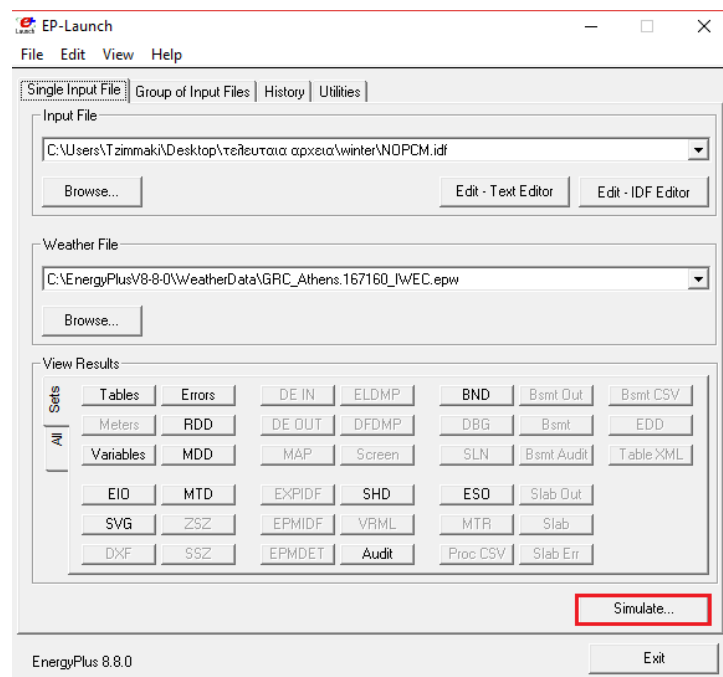 EP-Launch
File Edit View Help
Single Input File Group of Input Files History Utilities
Input File
C:\Users\Tzimmaki\Desktop\τελευταια αρχεια\winter\NOPCM.idf
Browse... Edit - Text Editor Edit - IDF Editor
Weather File
C:\EnergyPlusV8-8-0\WeatherData\GRC_Athens.167160_IWEC.epw
Browse...
View Results
Sets
All
Tables Errors DE IN ELDMP BND Bsmt Out Bsmt CSV
Meters RDD DE OUT DFDMP DBG Bsmt EDD
Variables MDD MAP Screen SLN Bsmt Audit Table XML
EIO MTD EXPIDF SHD ESO Slab Out
SVG ZSZ EPMIDF VRML MTR Slab
DXF SSZ EPMDET Audit Proc CSV Slab Err
Simulate...
EnergyPlus 8.8.0 Exit